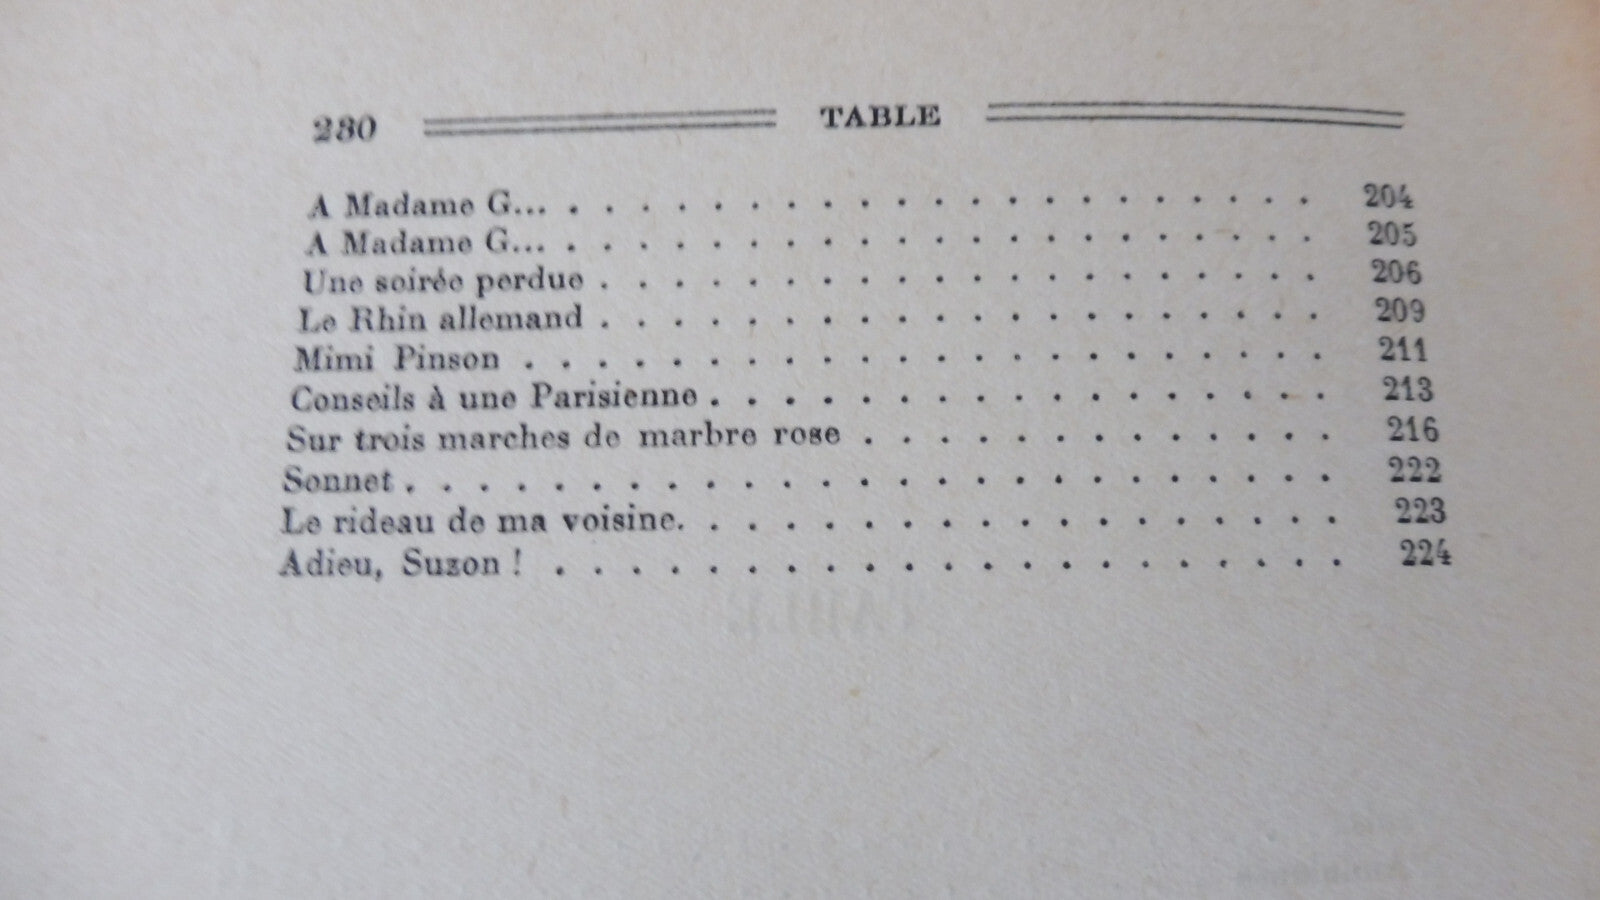 230 TABLE
A Madame G... . . . . . . . . . . . . . . . . . . . . . 204
A Madame G... . . . . . . . . . . . . . . . . . . . . . 205
Une soirée perdue . . . . . . . . . . . . . . . . . . . . 206
Le Rhin allemand . . . . . . . . . . . . . . . . . . . . 209
Mimi Pinson . . . . . . . . . . . . . . . . . . . . . . 211
Conseils à une Parisienne . . . . . . . . . . . . . . . . . 213
Sur trois marches de marbre rose . . . . . . . . . . . . . 216
Sonnet . . . . . . . . . . . . . . . . . . . . . . . . . 222
Le rideau de ma voisine. . . . . . . . . . . . . . . . . . 223
Adieu, Suzon ! . . . . . . . . . . . . . . . . . . . . . 224